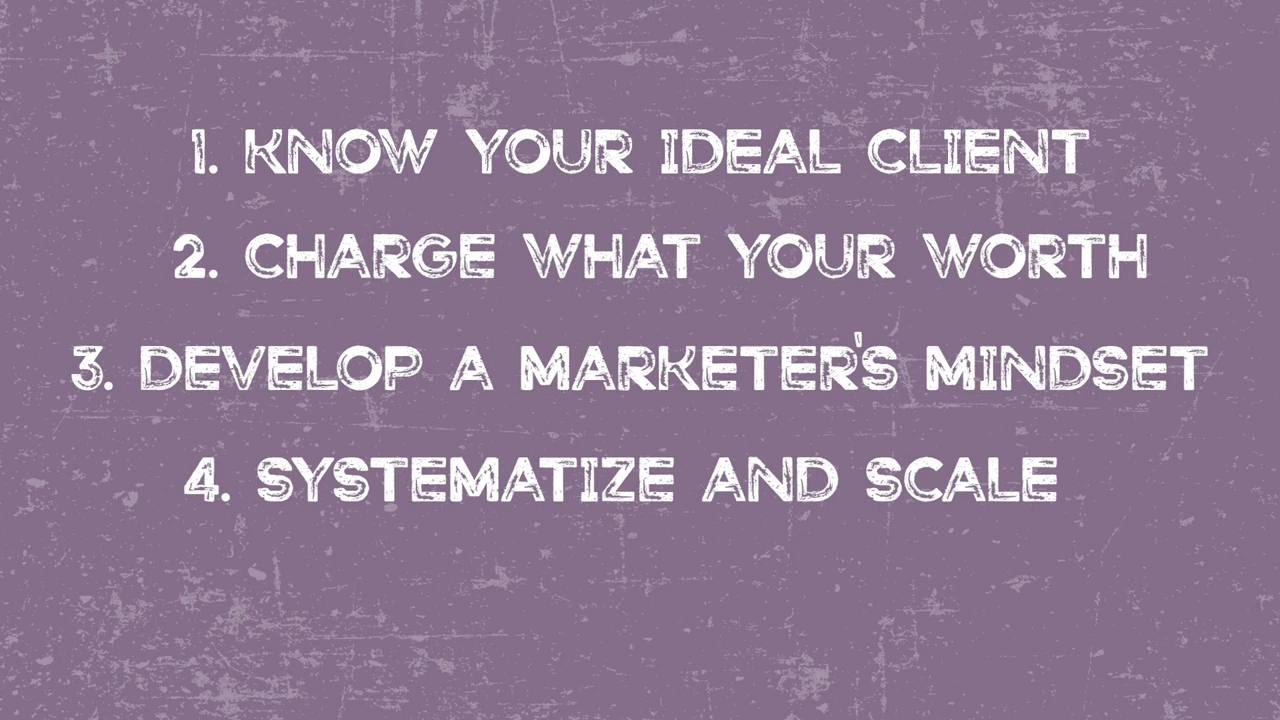 1. KNOW YOUR IDEAL CLIENT
2. CHARGE WHAT YOUR WORTH
3. DEVELOP A MARKETER'S MINDSET
4. SYSTEMATIZE AND SCALE